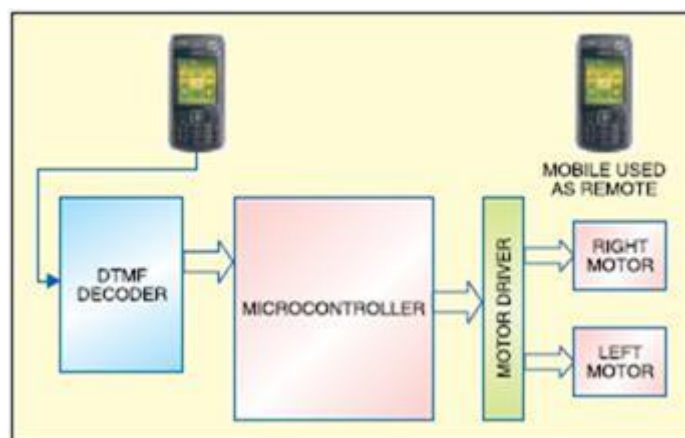 MOBILE USED
AS REMOTE
DTMF
DECODER
MICROCONTROLLER
MOTOR DRIVER
RIGHT
MOTOR
LEFT
MOTOR